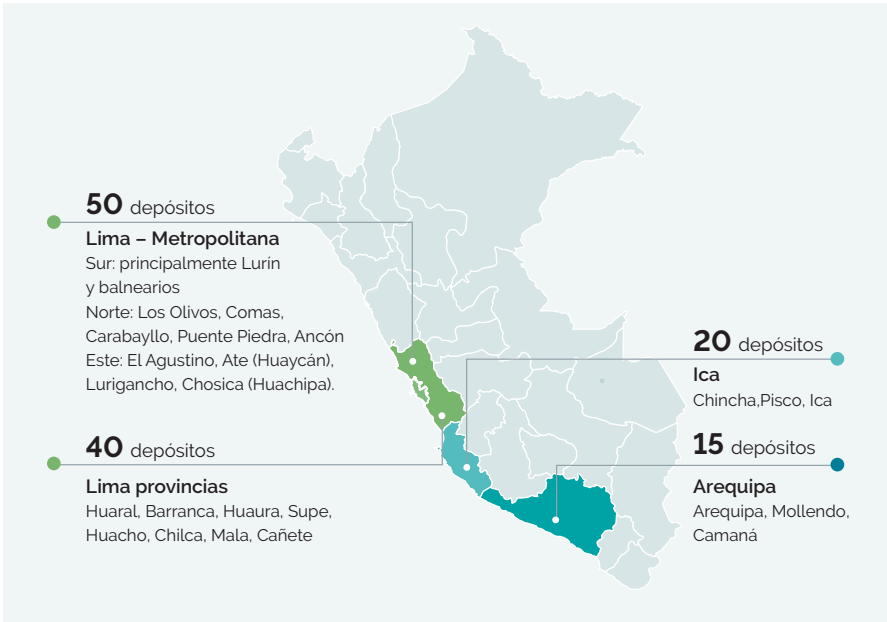 50 depósitos
Lima – Metropolitana
Sur: principalmente Lurín
y balnearios
Norte: Los Olivos, Comas,
Carabayllo, Puente Piedra, Ancón
Este: El Agustino, Ate (Huaycán),
Lurigancho, Chosica (Huachipa).
40 depósitos
Lima provincias
Huaral, Barranca, Huaura, Supe,
Huacho, Chilca, Mala, Cañete
20 depósitos
Ica
Chincha,Pisco, Ica
15 depósitos
Arequipa
Arequipa, Mollendo,
Camaná